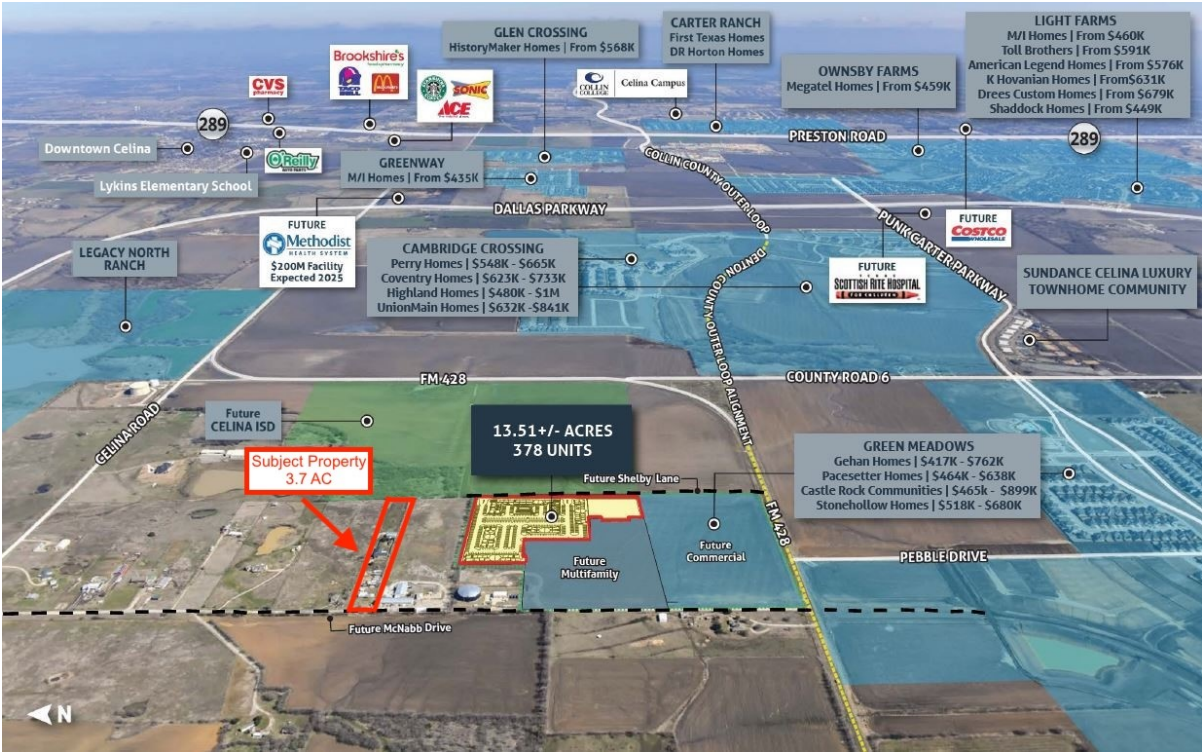 GLEN CROSSING
HistoryMaker Homes | From $568K
CARTER RANCH
First Texas Homes
DR Horton Homes
LIGHT FARMS
M/I Homes | From $460K
Toll Brothers | From $591K
American Legend Homes | From $576K
K Hovanian Homes | From$631K
Drees Custom Homes | From $679K
Shaddock Homes | From $449K
Brookshire's
TACO BELL
McDonald's
CVS
pharmacy
STARBUCKS
SONIC
ACE
COLLIN
COLLEGE
Celina Campus
OWNSBY FARMS
Megatel Homes | From $459K
289
PRESTON ROAD
289
Downtown Celina
O'Reilly
AUTO PARTS
Lykins Elementary School
GREENWAY
M/I Homes | From $435K
COLLIN COUNTY OUTER LOOP
DALLAS PARKWAY
PUNK CARTER PARKWAY
FUTURE
Methodist
HEALTH SYSTEM
$200M Facility
Expected 2025
FUTURE
COSTCO
WHOLESALE
LEGACY NORTH
RANCH
CAMBRIDGE CROSSING
Perry Homes | $548K - $665K
Coventry Homes | $623K - $733K
Highland Homes | $480K - $1M
UnionMain Homes | $632K -$841K
FUTURE
TEXAS
SCOTTISH RITE HOSPITAL
FOR CHILDREN
SUNDANCE CELINA LUXURY
TOWNHOME COMMUNITY
DENTON COUNTY OUTER LOOP ALIGNMENT
FM 428
COUNTY ROAD 6
CELINA ROAD
Future
CELINA ISD
13.51+/- ACRES
378 UNITS
Subject Property
3.7 AC
Future Shelby Lane
GREEN MEADOWS
Gehan Homes | $417K - $762K
Pacesetter Homes | $464K - $638K
Castle Rock Communities | $465K - $899K
Stonehollow Homes | $518K - $680K
FM 428
Future
Multifamily
Future
Commercial
PEBBLE DRIVE
Future McNabb Drive
N